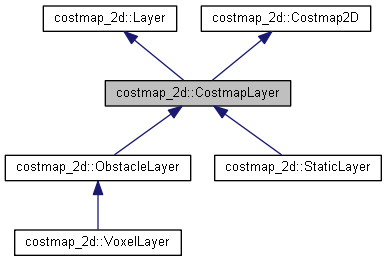 costmap_2d::Layer
costmap_2d::Costmap2D
costmap_2d::CostmapLayer
costmap_2d::ObstacleLayer
costmap_2d::StaticLayer
costmap_2d::VoxelLayer